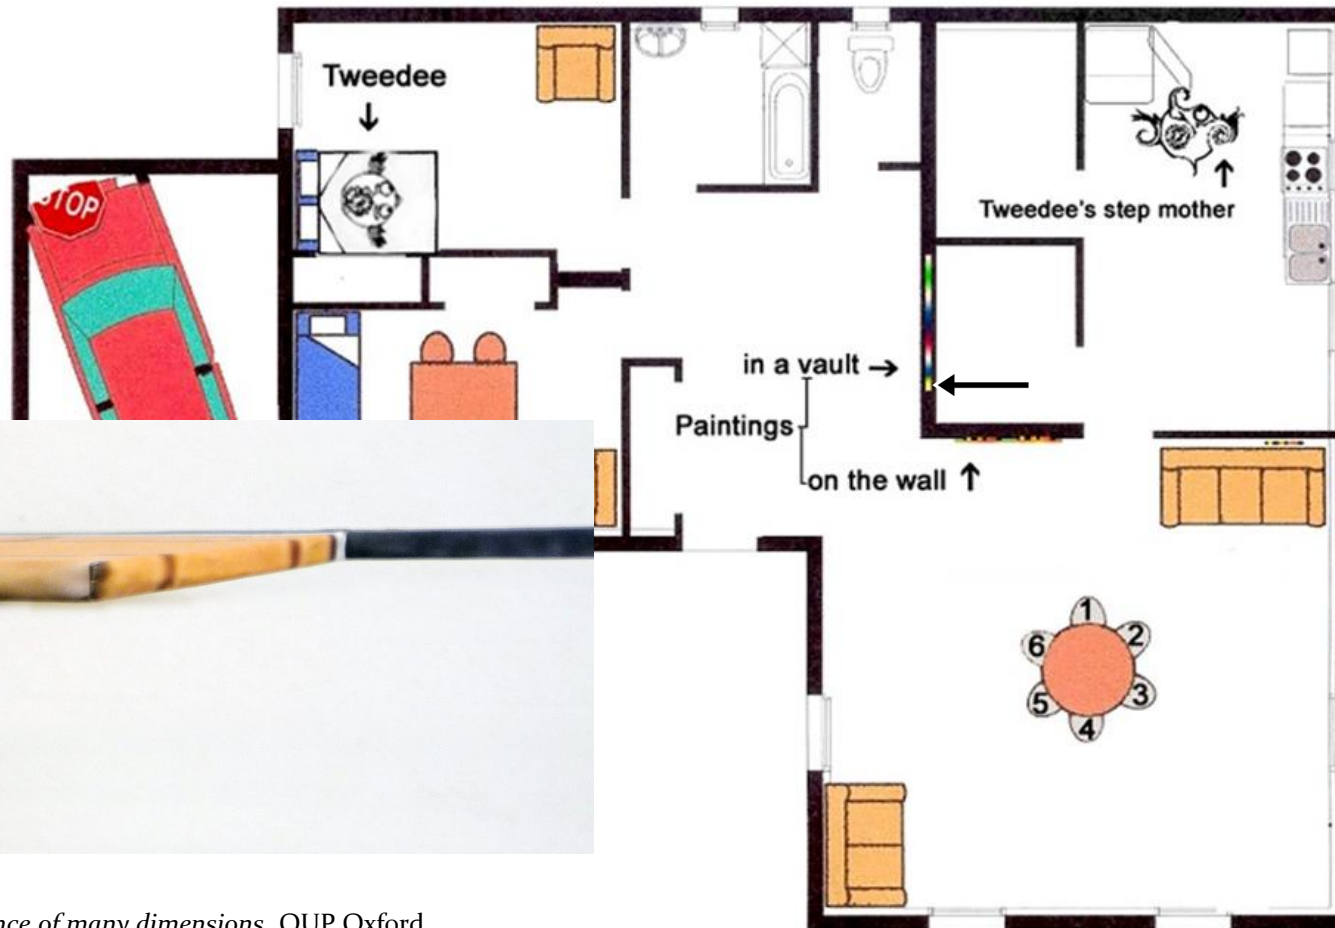 Tweedee
STOP
Tweedee's step mother
in a vault
Paintings
on the wall
1
2
3
4
5
6
of many dimensions. OUP Oxford.